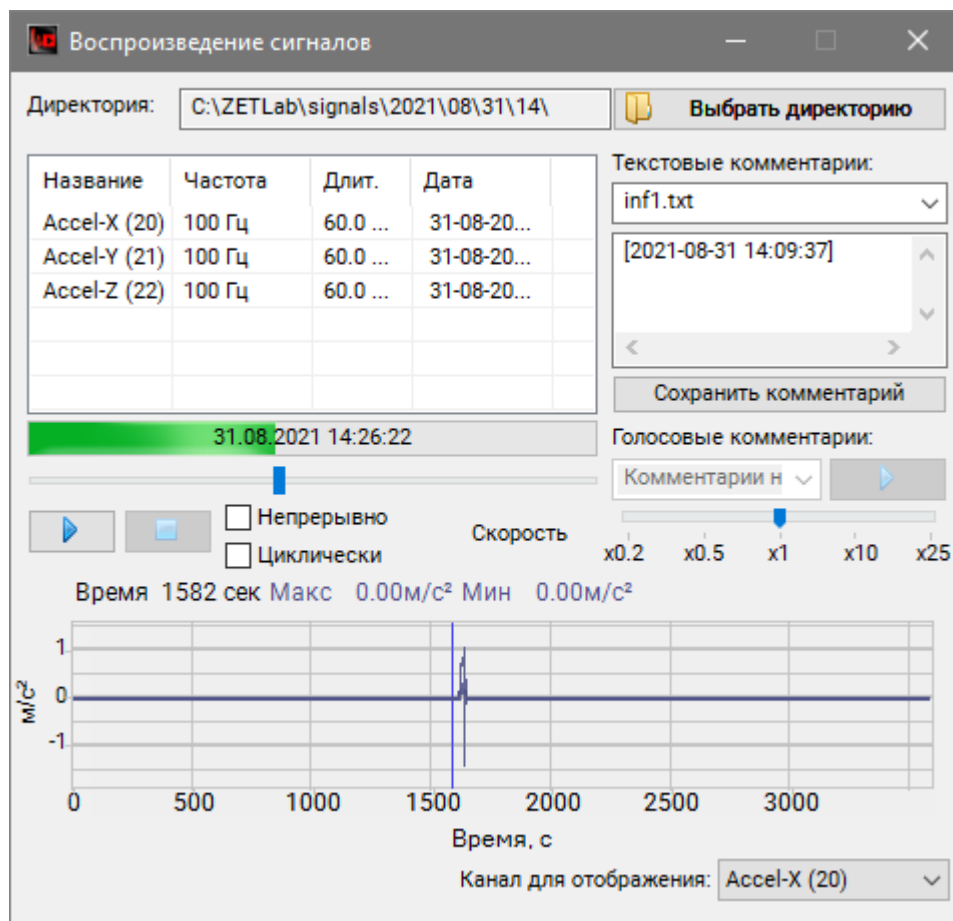 Воспроизведение сигналов
Директория: C:\ZETLab\signals\2021\08\31\14\ Выбрать директорию
Название Частота Длит. Дата
Accel-X (20) 100 Гц 60.0 ... 31-08-20...
Accel-Y (21) 100 Гц 60.0 ... 31-08-20...
Accel-Z (22) 100 Гц 60.0 ... 31-08-20...
Текстовые комментарии:
inf1.txt
[2021-08-31 14:09:37]
Сохранить комментарий
31.08.2021 14:26:22
Голосовые комментарии:
Комментарии н
Непрерывно
Циклически
Скорость
x0.2 x0.5 x1 x10 x25
Время 1582 сек Макс 0.00м/с² Мин 0.00м/с²
м/с²
1
0
-1
0 500 1000 1500 2000 2500 3000
Время, с
Канал для отображения: Accel-X (20)